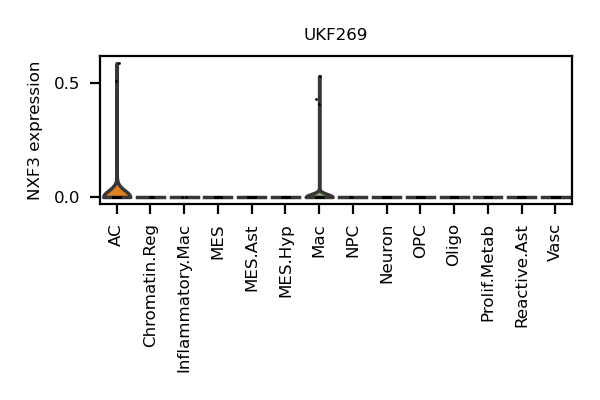 UKF269
NXF3 expression
0.5
0.0
AC
Chromatin.Reg
Inflammatory.Mac
MES
MES.Ast
MES.Hyp
Mac
NPC
Neuron
OPC
Oligo
Prolif.Metab
Reactive.Ast
Vasc